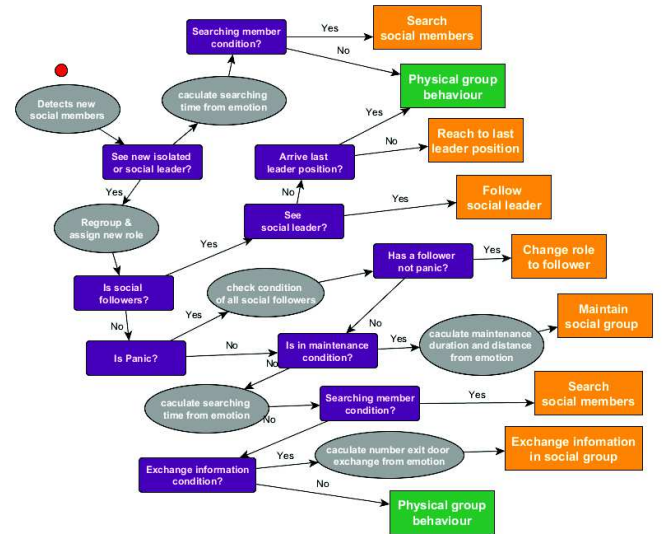 Searching member
condition?
Yes
Search
social members
No
Detects new
social members
caculate searching
time from emotion
Physical group
behaviour
Yes
See new isolated
or social leader?
Arrive last
leader position?
No
Reach to last
leader position
Yes
No
Yes
Follow
social leader
Regroup &
assign new role
Yes
See
social leader?
Has a follower
not panic?
Yes
Change role
to follower
Is social
followers?
check condition
of all social followers
Yes
No
No
Maintain
social group
Is Panic?
No
Is in maintenance
condition?
Yes
caculate maintenance
duration and distance
from emotion
No
caculate searching
time from emotion
No
Searching member
condition?
Yes
Search
social members
Exchange information
condition?
Yes
caculate number exit door
exchange from emotion
Exchange infomation
in social group
No
Physical group
behaviour